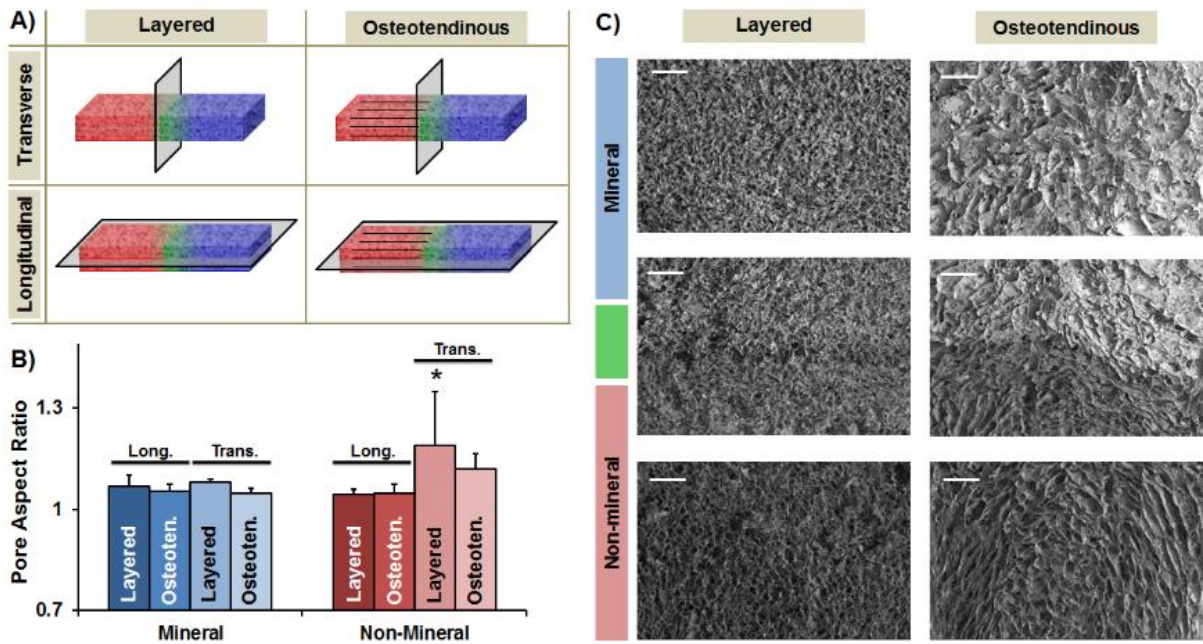 A)
Layered
Osteotendinous
Transverse
Longitudinal
B)
Pore Aspect Ratio
1.3
1
0.7
Long.
Trans.
Long.
Trans.
*
Layered
Osteoten.
Layered
Osteoten.
Layered
Osteoten.
Layered
Osteoten.
Mineral
Non-Mineral
C)
Layered
Osteotendinous
Mineral
Non-mineral